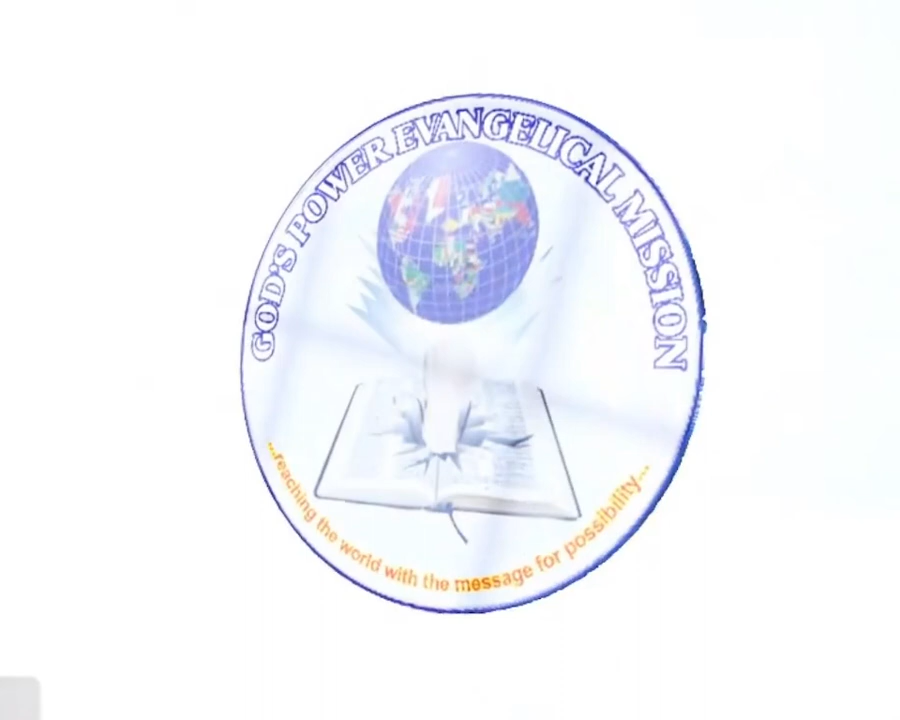 GOD'S POWER EVANGELICAL MISSION
...reaching the world with the message for possibility...